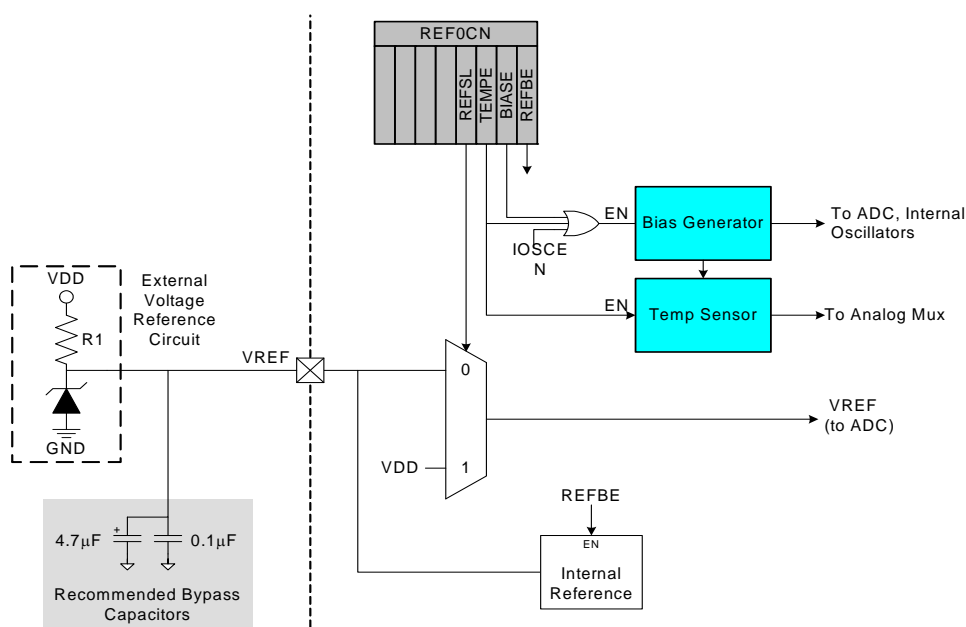 REF0CN
REFSL
TEMPE
BIASE
REFBE
EN
Bias Generator
To ADC, Internal
Oscillators
IOSCE
N
VDD
R1
GND
External
Voltage
Reference
Circuit
EN
Temp Sensor
To Analog Mux
VREF
0
VREF
(to ADC)
VDD
1
REFBE
EN
Internal
Reference
4.7μF
+
0.1μF
Recommended Bypass
Capacitors